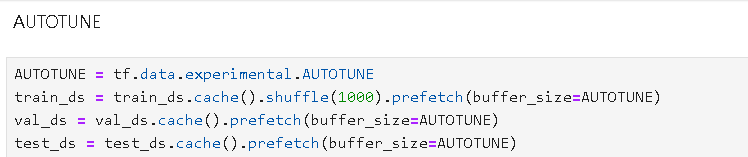 AUTOTUNE
AUTOTUNE = tf.data.experimental.AUTOTUNE
train_ds = train_ds.cache().shuffle(1000).prefetch(buffer_size=AUTOTUNE)
val_ds = val_ds.cache().prefetch(buffer_size=AUTOTUNE)
test_ds = test_ds.cache().prefetch(buffer_size=AUTOTUNE)